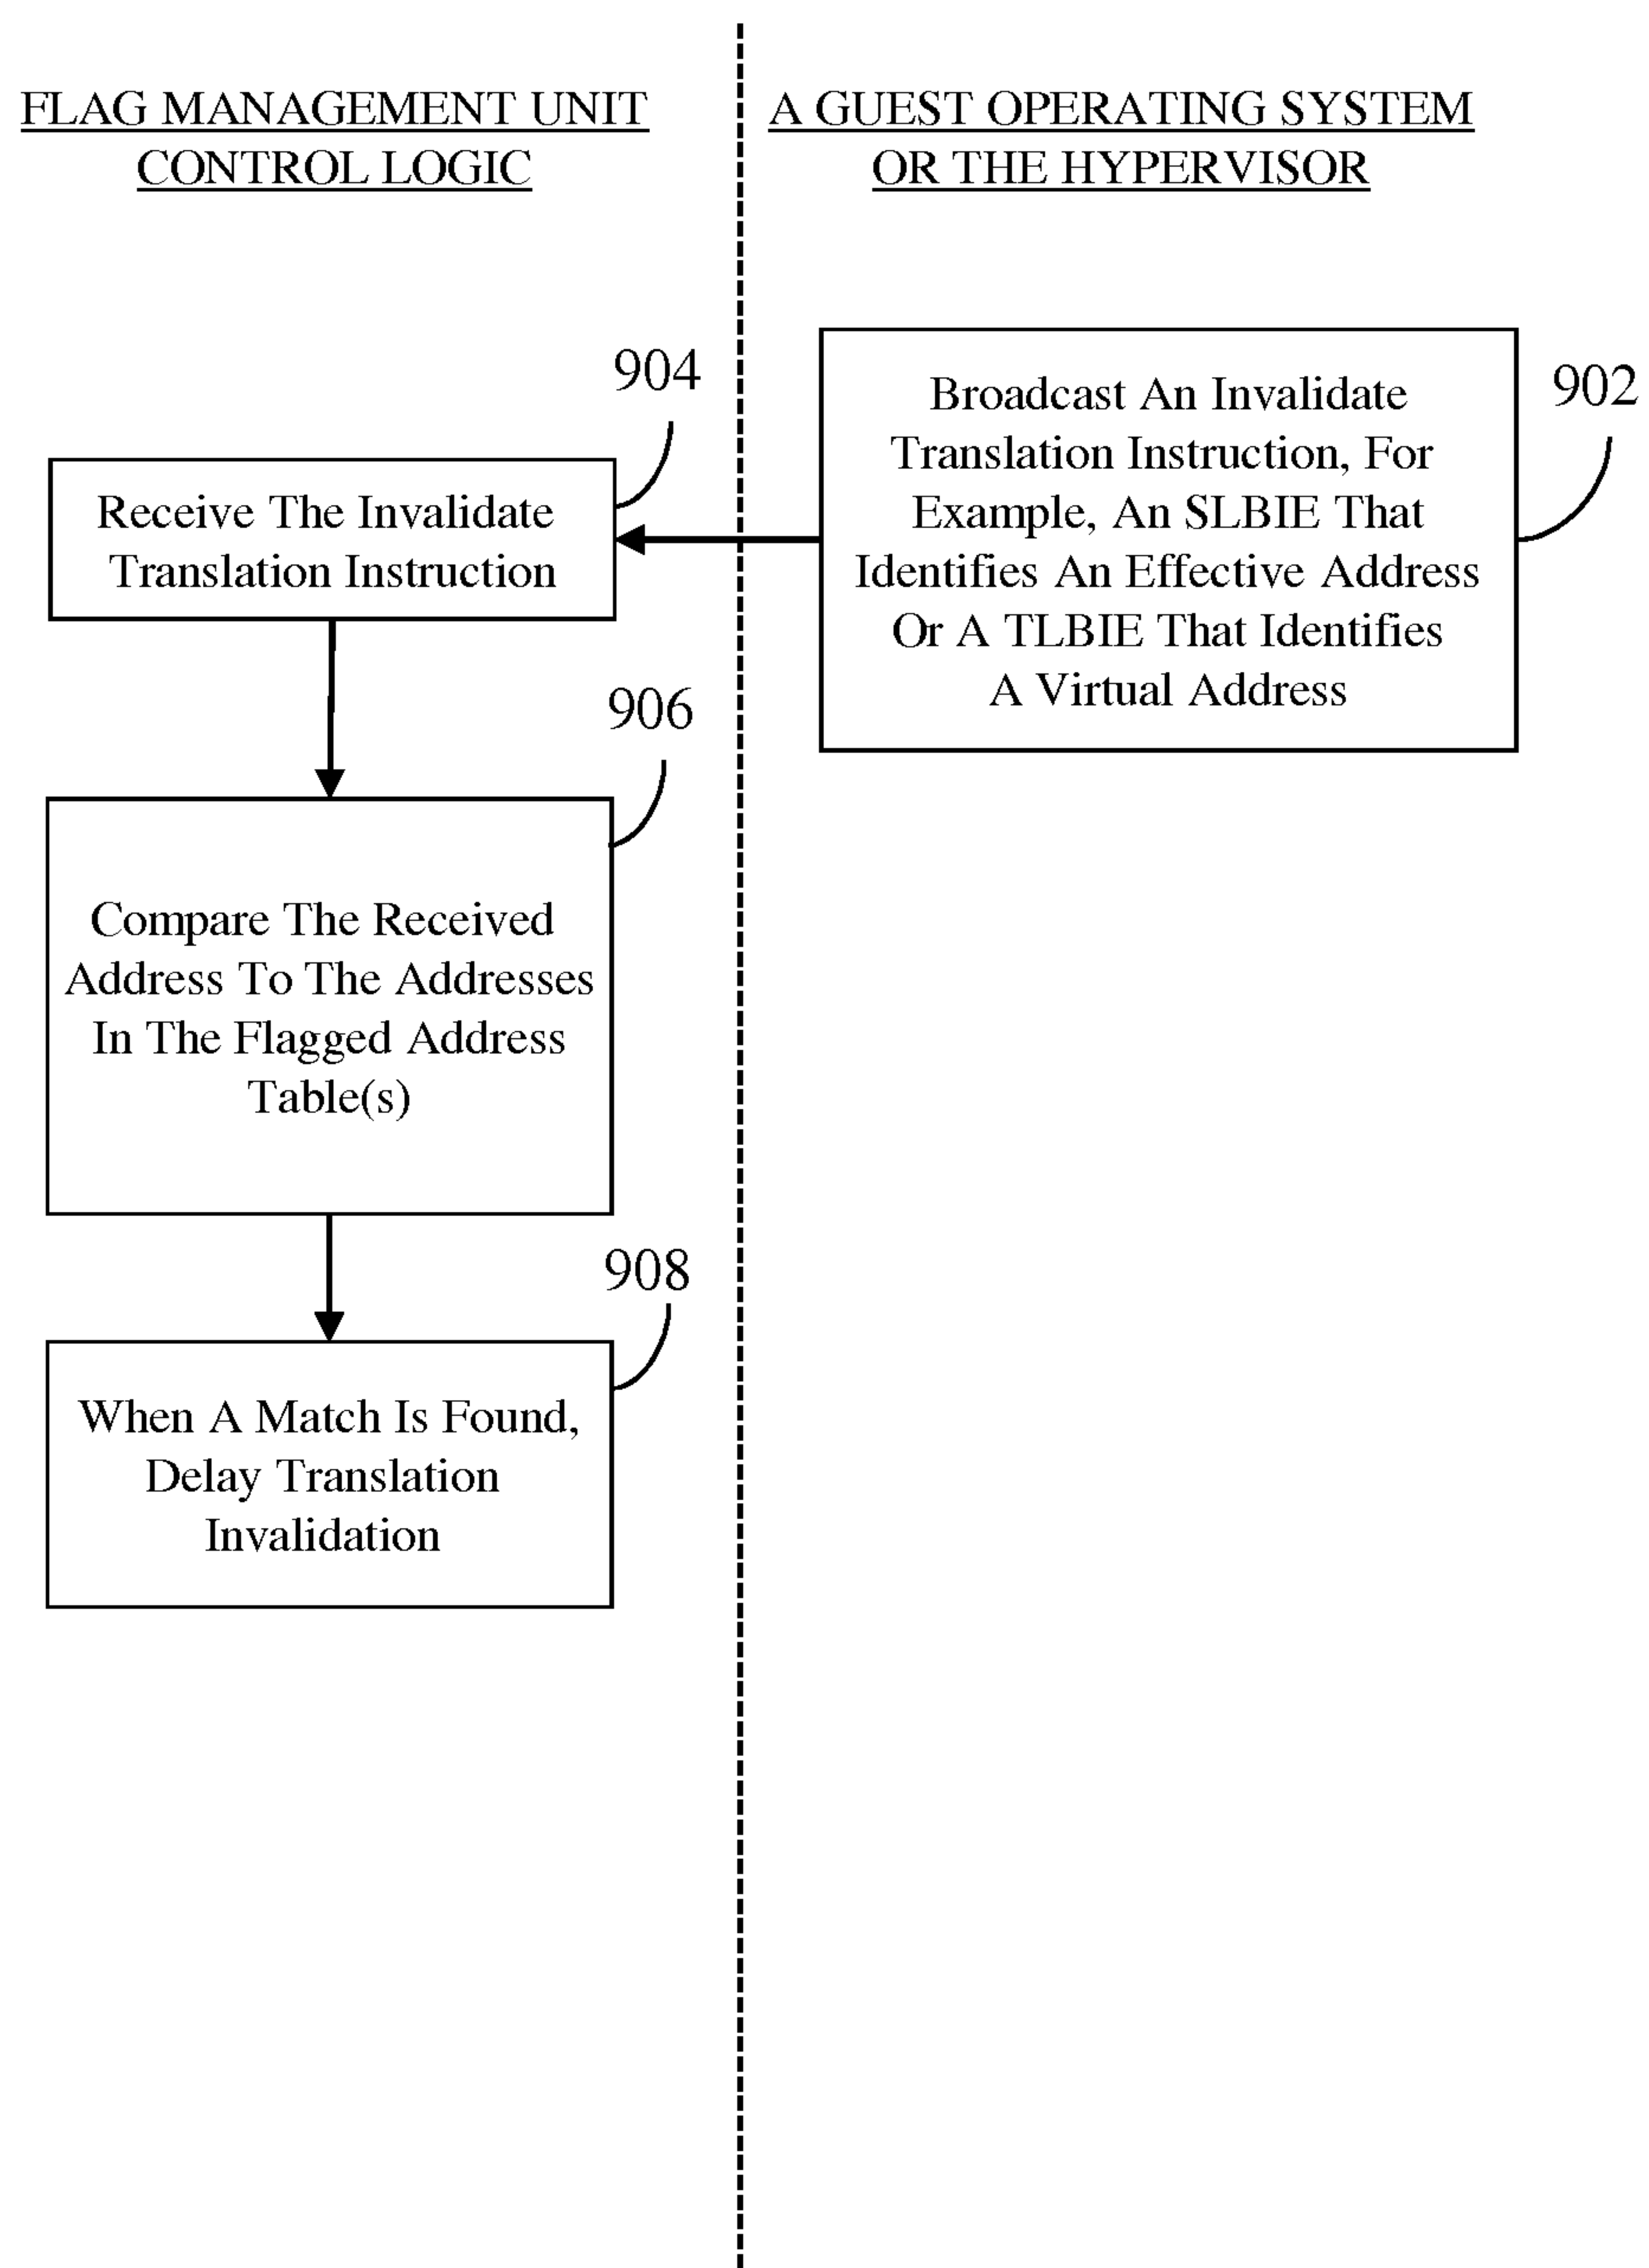 FLAG MANAGEMENT UNIT
CONTROL LOGIC
A GUEST OPERATING SYSTEM
OR THE HYPERVISOR
902
Broadcast An Invalidate
Translation Instruction, For
Example, An SLBIE That
Identifies An Effective Address
Or A TLBIE That Identifies
A Virtual Address
904
Receive The Invalidate
Translation Instruction
906
Compare The Received
Address To The Addresses
In The Flagged Address
Table(s)
908
When A Match Is Found,
Delay Translation
Invalidation